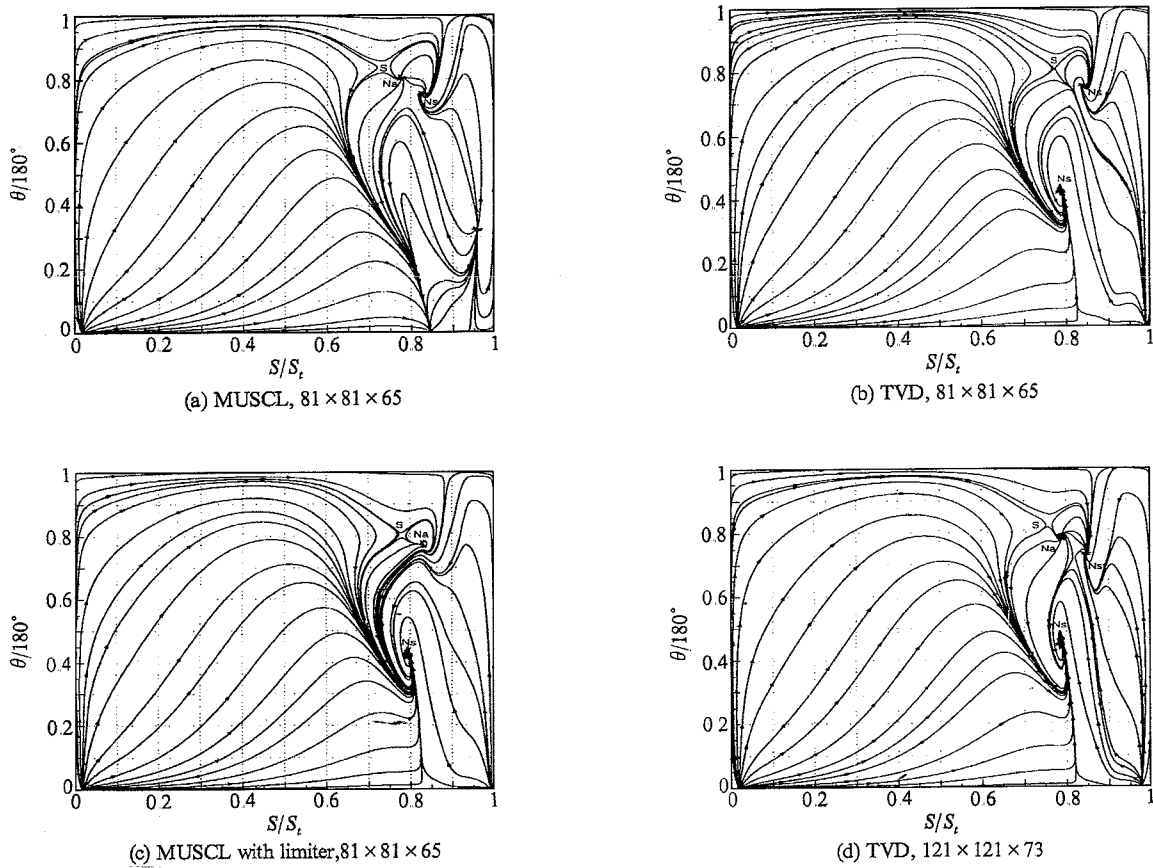 1
0.8
0.6
0.4
0.2
0
θ/180°
S
Na
Ns
0 0.2 0.4 0.6 0.8 1
S/Sₜ
(a) MUSCL, 81×81×65
1
0.8
0.6
0.4
0.2
0
θ/180°
S
Ns
Ns
0 0.2 0.4 0.6 0.8 1
S/Sₜ
(b) TVD, 81×81×65
1
0.8
0.6
0.4
0.2
0
θ/180°
S
Na
Ns
0 0.2 0.4 0.6 0.8 1
S/Sₜ
(c) MUSCL with limiter,81×81×65
1
0.8
0.6
0.4
0.2
0
θ/180°
S
Na
Ns
Ns
0 0.2 0.4 0.6 0.8 1
S/Sₜ
(d) TVD, 121×121×73